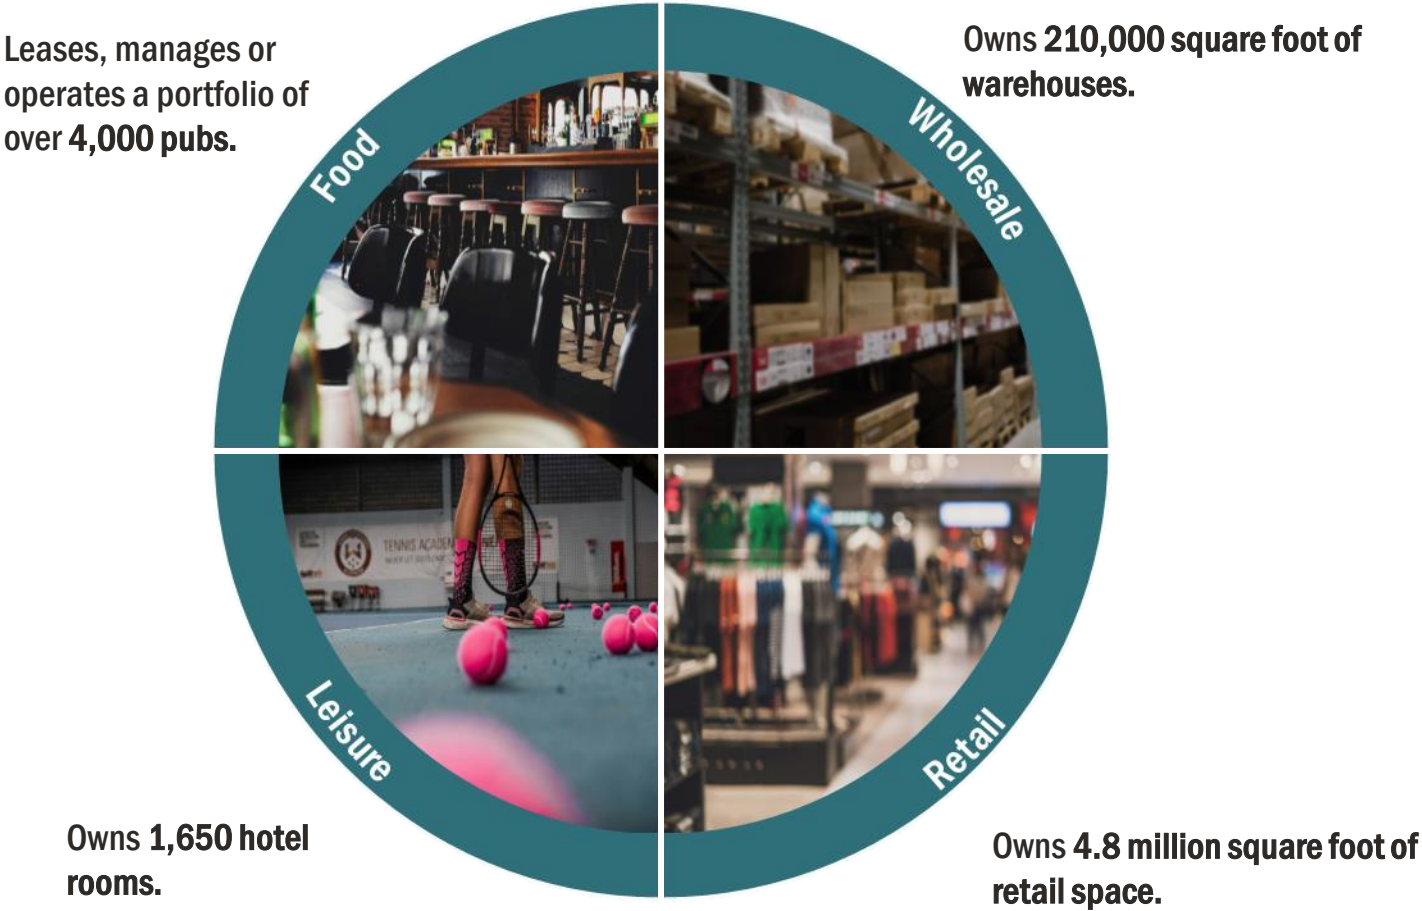 Leases, manages or
operates a portfolio of
over 4,000 pubs.
Food
Owns 210,000 square foot of
warehouses.
Wholesale
TENNIS ACADEM
Leisure
Owns 1,650 hotel
rooms.
Retail
Owns 4.8 million square foot of
retail space.